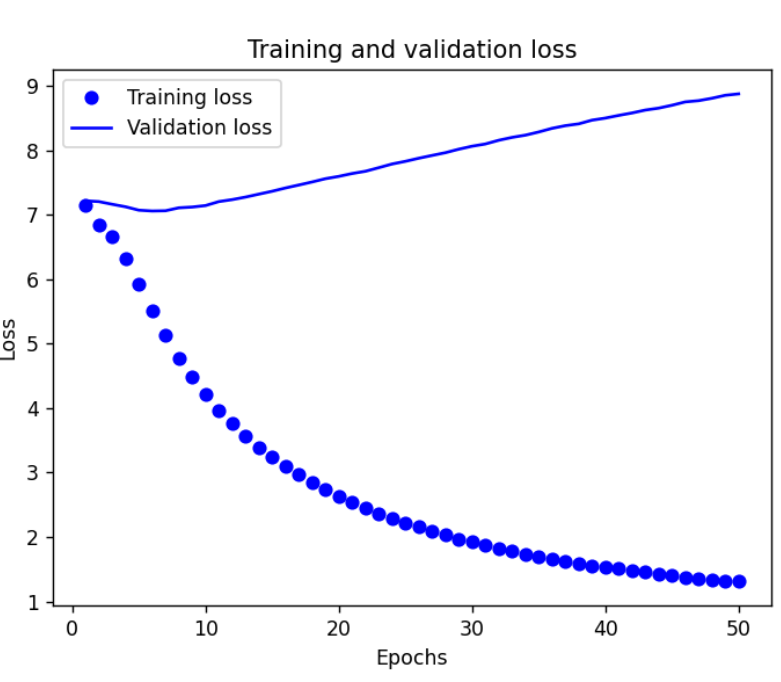 Training and validation loss
9
Training loss
Validation loss
8
7
6
5
4
3
2
1
Loss
0 10 20 30 40 50
Epochs